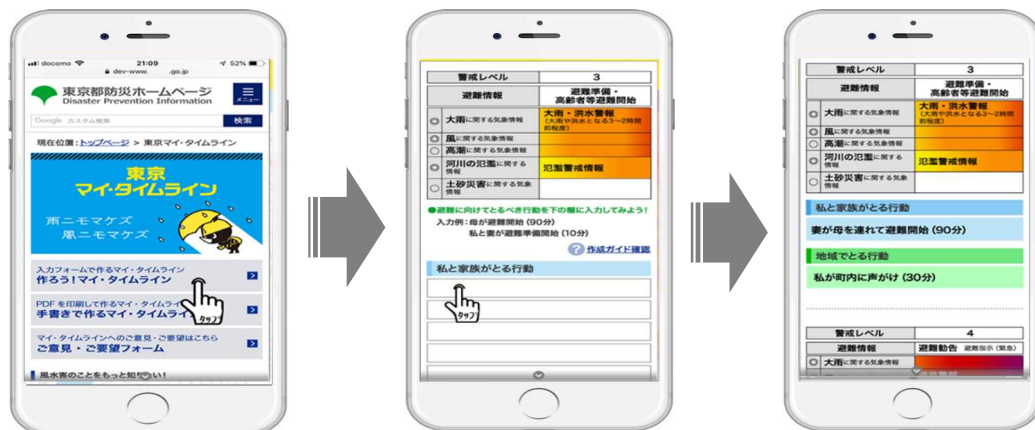 docomo 21:09 52%
dev-www. .go.jp
東京都防災ホームページ
Disaster Prevention Information
メニュー
Google カスタム検索 検索
現在位置:トップページ > 東京マイ・タイムライン
東京
マイ・タイムライン
雨ニモマケズ
風ニモマケズ
入力フォームで作るマイ・タイムライン
作ろう!マイ・タイムライン
PDFを印刷して作るマイ・タイムライ
手書きで作るマイ・タイムライ
タップ
マイ・タイムラインへのご意見・ご要望はこちら
ご意見・ご要望フォーム
風水害のことをもっと知りたい!
警戒レベル 3
避難情報 避難準備・
高齢者等避難開始
大雨に関する気象情報 大雨・洪水警報
(大雨や洪水となる3~2時間
前程度)
風に関する気象情報
高潮に関する気象情報
河川の氾濫に関する
情報 氾濫警戒情報
土砂災害に関する気象
情報
●避難に向けてとるべき行動を下の欄に入力してみよう!
入力例:母が避難開始(90分)
私と妻が避難準備開始(10分)
? 作成ガイド確認
私と家族がとる行動
タップ
警戒レベル 3
避難情報 避難準備・
高齢者等避難開始
大雨に関する気象情報 大雨・洪水警報
(大雨や洪水となる3~2時間
前程度)
風に関する気象情報
高潮に関する気象情報
河川の氾濫に関する
情報 氾濫警戒情報
土砂災害に関する気象
情報
私と家族がとる行動
妻が母を連れて避難開始(90分)
地域でとる行動
私が町内に声がけ(30分)
警戒レベル 4
避難情報 避難勧告 避難指示(緊急)
大雨に関する気象情報